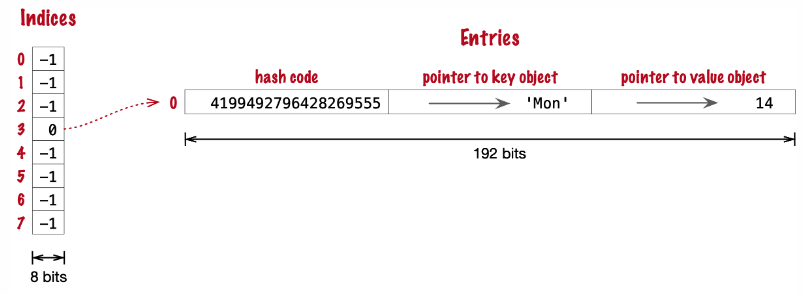 Indices
Entries
hash code pointer to key object pointer to value object
0 -1
1 -1
2 -1 0 4199492796428269555 'Mon' 14
3 0
4 -1
5 -1
6 -1
7 -1
192 bits
8 bits